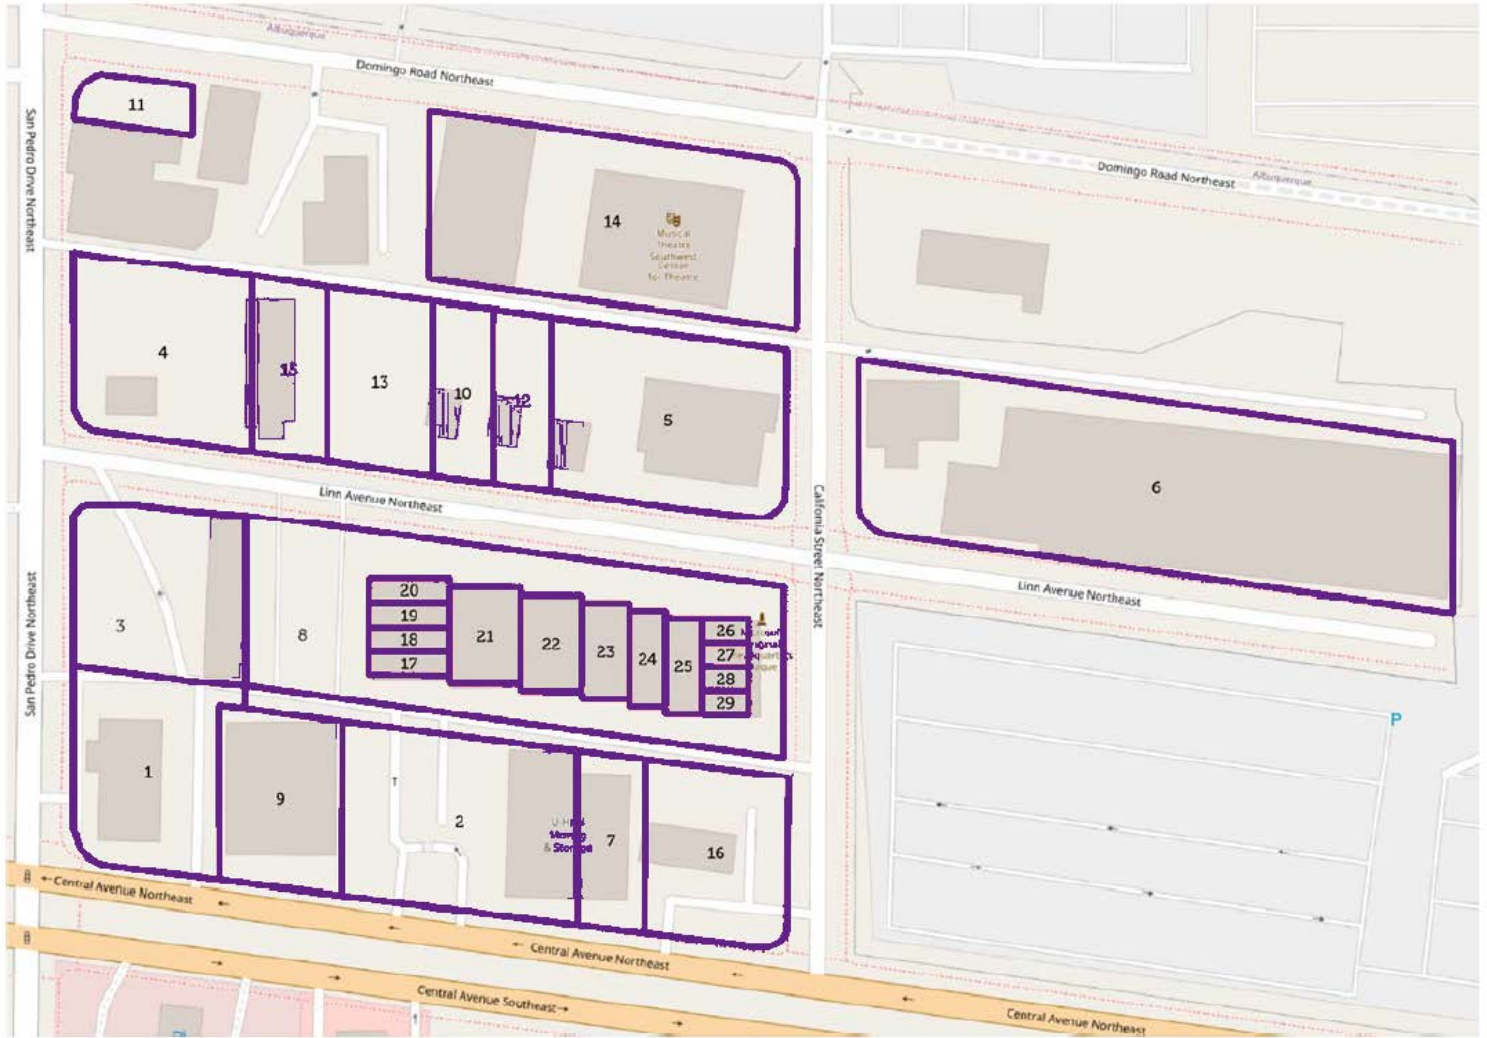 Albuquerque
Domingo Road Northeast
11
San Pedro Drive Northeast
14
Musical
Theatre
Southwest
Center
for Theatre
Domingo Road Northeast
Albuquerque
4
15
13
10
12
5
6
Linn Avenue Northeast
California Street Northeast
Linn Avenue Northeast
San Pedro Drive Northeast
3
8
20
19
18
17
21
22
23
24
25
26
27
28
29
P
1
9
T
2
7
16
U-Haul
Moving
& Storage
Central Avenue Northeast
Central Avenue Northeast
Central Avenue Southeast
Central Avenue Northeast